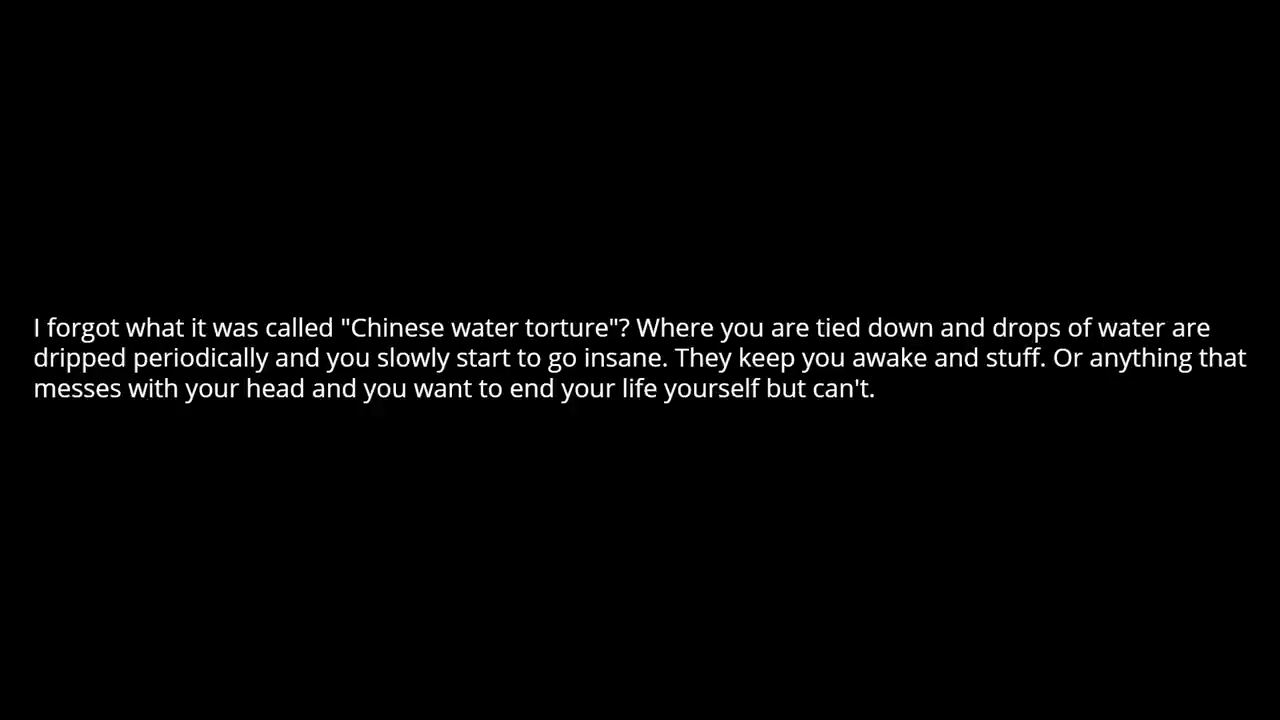 I forgot what it was called "Chinese water torture"? Where you are tied down and drops of water are
dripped periodically and you slowly start to go insane. They keep you awake and stuff. Or anything that
messes with your head and you want to end your life yourself but can't.